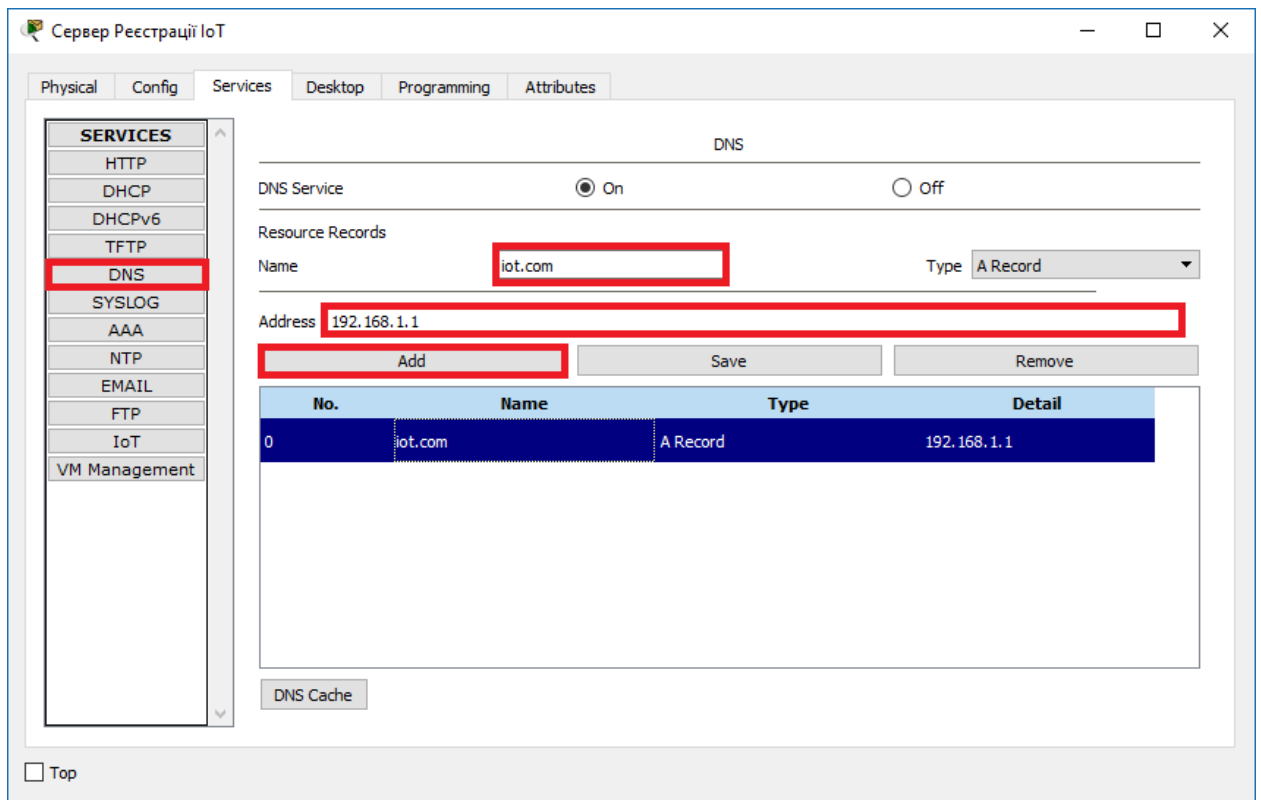 Сервер Реєстрації ІоТ
Physical Config Services Desktop Programming Attributes
SERVICES
HTTP
DHCP
DHCPv6
TFTP
DNS
SYSLOG
AAA
NTP
EMAIL
FTP
IoT
VM Management
DNS
DNS Service On Off
Resource Records
Name iot.com Type A Record
Address 192.168.1.1
Add Save Remove
No. Name Type Detail
0 iot.com A Record 192.168.1.1
DNS Cache
Top